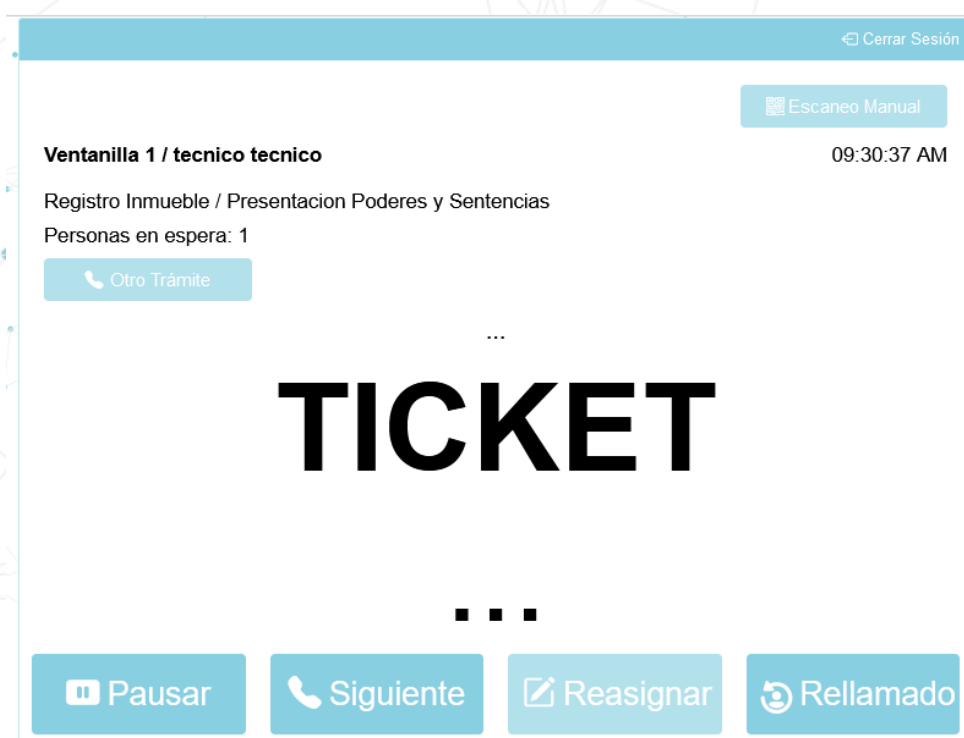 Cerrar Sesión
Escaneo Manual
Ventanilla 1 / tecnico tecnico
09:30:37 AM
Registro Inmueble / Presentacion Poderes y Sentencias
Personas en espera: 1
Otro Trámite
...
TICKET
...
Pausar
Siguiente
Reasignar
Rellamado